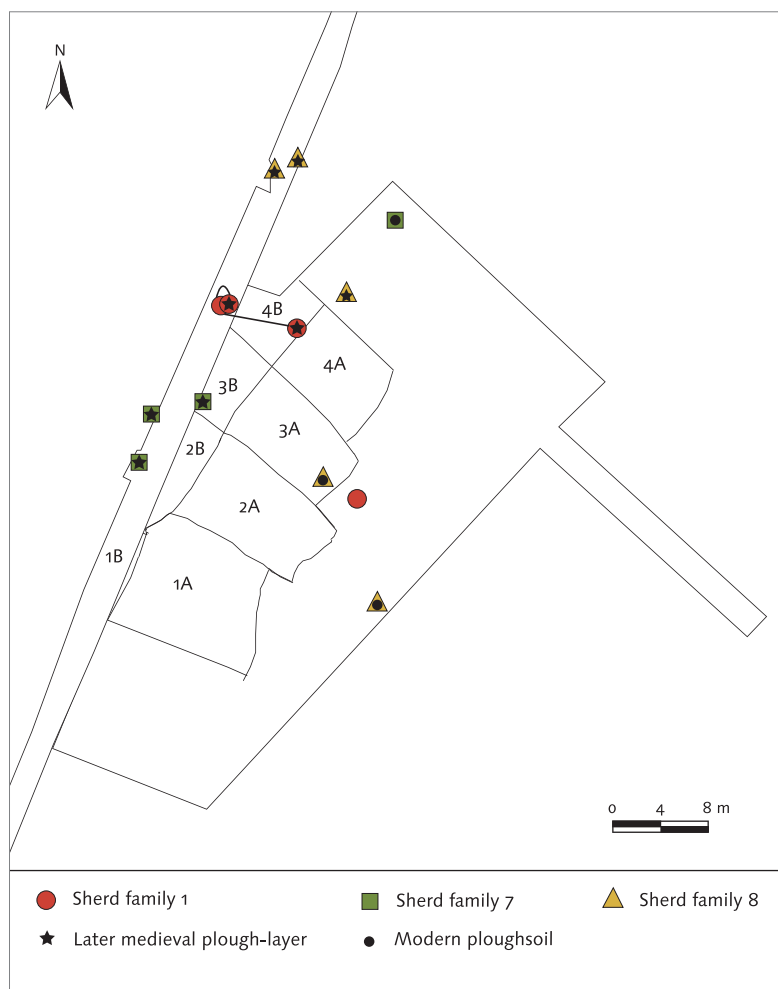 N
4B
4A
3B
3A
2B
2A
1B
1A
0 4 8 m
Sherd family 1
Sherd family 7
Sherd family 8
Later medieval plough-layer
Modern ploughsoil